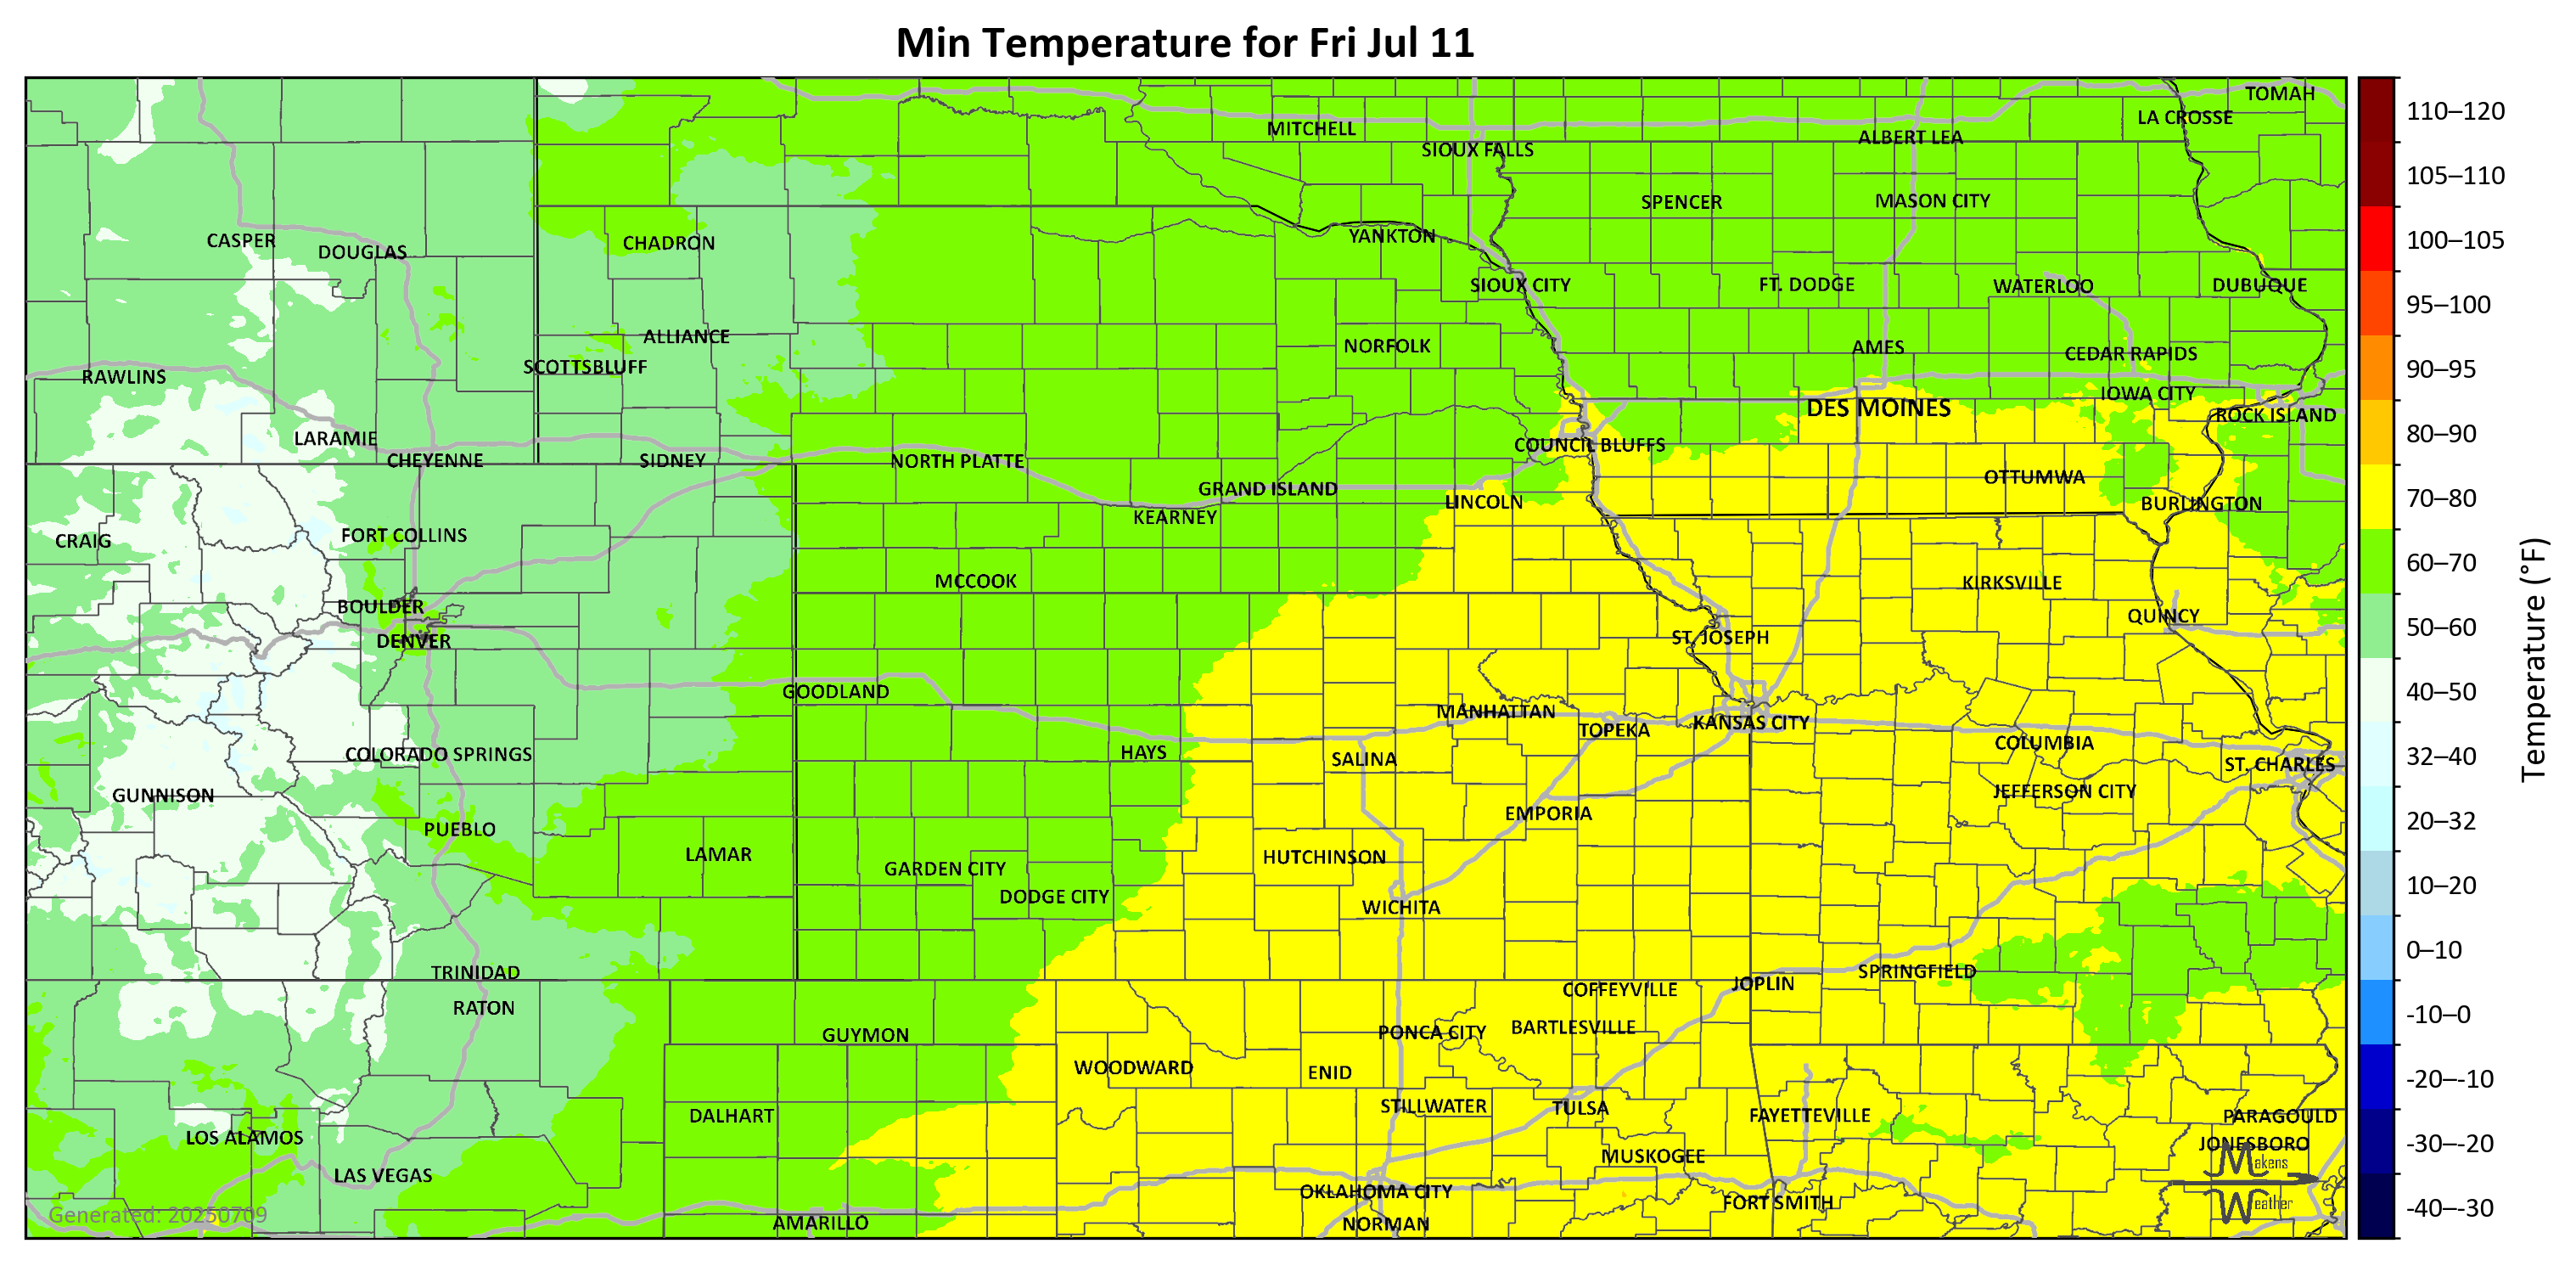 Min Temperature for Fri Jul 11
TOMAH
LA CROSSE
MITCHELL
ALBERT LEA
SIOUX FALLS
SPENCER
MASON CITY
CASPER
DOUGLAS
CHADRON
YANKTON
SIOUX CITY
FT. DODGE
WATERLOO
DUBUQUE
ALLIANCE
NORFOLK
AMES
CEDAR RAPIDS
SCOTTSBLUFF
RAWLINS
IOWA CITY
DES MOINES
ROCK ISLAND
LARAMIE
COUNCIL BLUFFS
CHEYENNE
SIDNEY
NORTH PLATTE
OTTUMWA
GRAND ISLAND
LINCOLN
BURLINGTON
KEARNEY
CRAIG
FORT COLLINS
MCCOOK
KIRKSVILLE
BOULDER
QUINCY
DENVER
ST. JOSEPH
GOODLAND
MANHATTAN
TOPEKA
KANSAS CITY
COLUMBIA
COLORADO SPRINGS
HAYS
SALINA
ST. CHARLES
GUNNISON
JEFFERSON CITY
EMPORIA
PUEBLO
LAMAR
HUTCHINSON
GARDEN CITY
DODGE CITY
WICHITA
TRINIDAD
SPRINGFIELD
JOPLIN
COFFEYVILLE
RATON
GUYMON
PONCA CITY
BARTLESVILLE
WOODWARD
ENID
DALHART
STILLWATER
TULSA
FAYETTEVILLE
PARAGOULD
LOS ALAMOS
JONESBORO
LAS VEGAS
MUSKOGEE
OKLAHOMA CITY
FORT SMITH
AMARILLO
NORMAN
Generated: 20250709
Makens
Weather
110–120
105–110
100–105
95–100
90–95
80–90
70–80
60–70
50–60
40–50
32–40
20–32
10–20
0–10
-10–0
-20–-10
-30–-20
-40–-30
Temperature (°F)